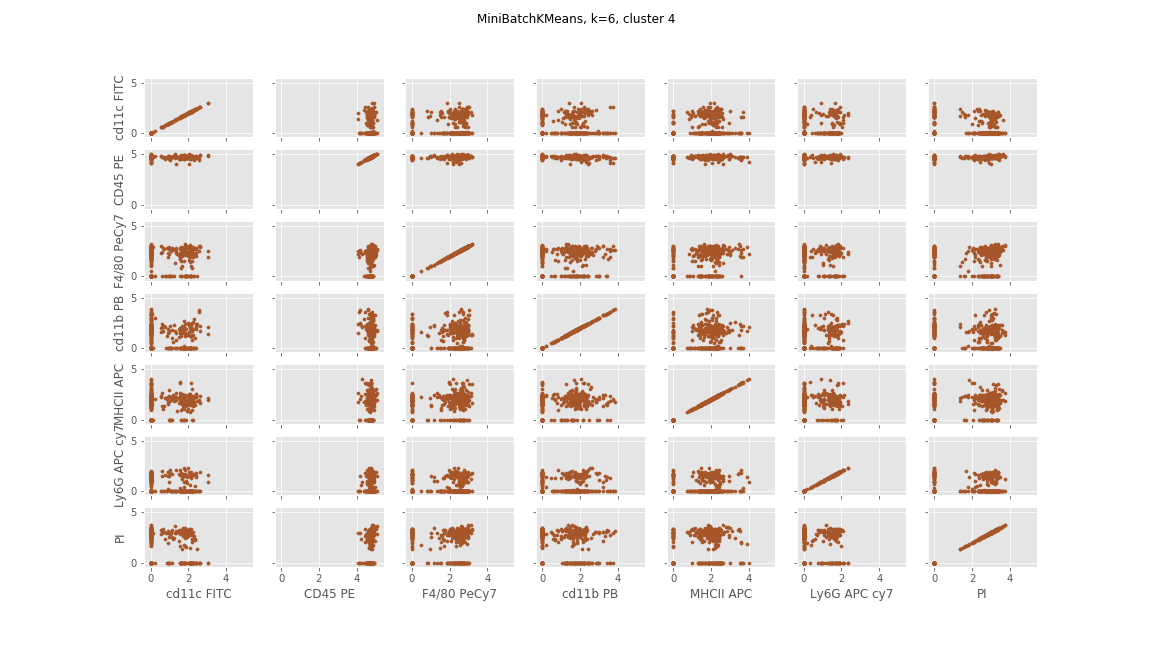 MiniBatchKMeans, k=6, cluster 4
cd11c FITC
5
0
CD45 PE
5
0
F4/80 PeCy7
5
0
cd11b PB
5
0
MHCII APC
5
0
Ly6G APC cy7
5
0
PI
5
0
0 2 4 0 2 4 0 2 4 0 2 4 0 2 4 0 2 4 0 2 4
cd11c FITC CD45 PE F4/80 PeCy7 cd11b PB MHCII APC Ly6G APC cy7 PI